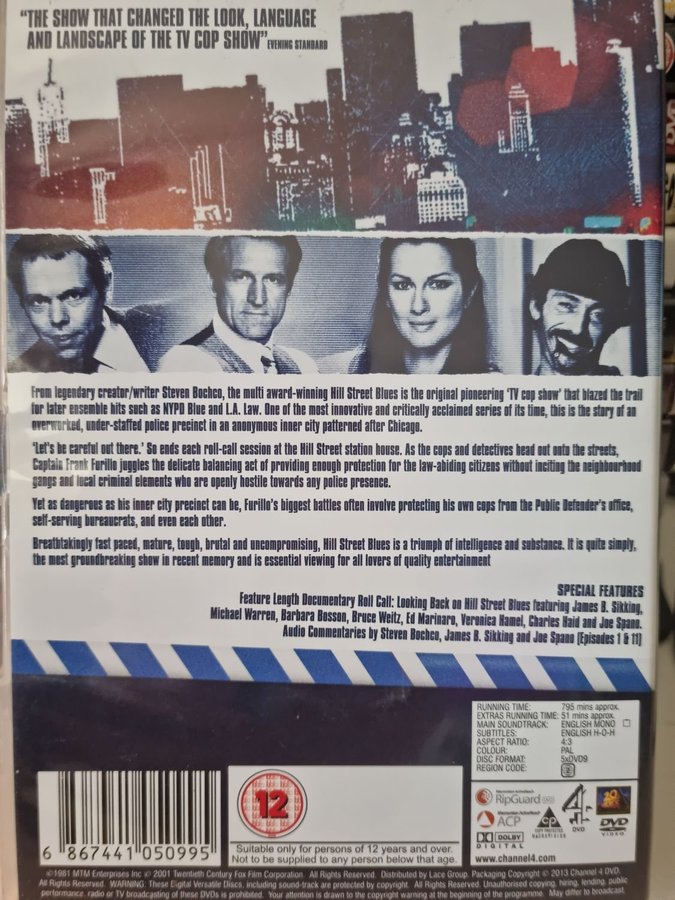 “THE SHOW THAT CHANGED THE LOOK, LANGUAGE
AND LANDSCAPE OF THE TV COP SHOW” EVENING STANDARD
From legendary creator/writer Steven Bochco, the multi award-winning Hill Street Blues is the original pioneering ‘TV cop show’ that blazed the trail
for later ensemble hits such as NYPD Blue and L.A. Law. One of the most innovative and critically acclaimed series of its time, this is the story of an
overworked, under-staffed police precinct in an anonymous inner city patterned after Chicago.
‘Let’s be careful out there.’ So ends each roll-call session at the Hill Street station house. As the cops and detectives head out onto the streets,
Captain Frank Furillo juggles the delicate balancing act of providing enough protection for the law-abiding citizens without inciting the neighbourhood
gangs and local criminal elements who are openly hostile towards any police presence.
Yet as dangerous as his inner city precinct can be, Furillo’s biggest battles often involve protecting his own cops from the Public Defender’s office,
self-serving bureaucrats, and even each other.
Breathtakingly fast paced, mature, tough, brutal and uncompromising, Hill Street Blues is a triumph of intelligence and substance. It is quite simply,
the most groundbreaking show in recent memory and is essential viewing for all lovers of quality entertainment
SPECIAL FEATURES
Feature Length Documentary Roll Call: Looking Back on Hill Street Blues featuring James B. Sikking,
Michael Warren, Barbara Bosson, Bruce Weitz, Ed Marinaro, Veronica Hamel, Charles Haid and Joe Spano.
Audio Commentaries by Steven Bochco, James B. Sikking and Joe Spano [Episodes 1 & 11]
RUNNING TIME: 795 mins approx.
EXTRAS RUNNING TIME: 51 mins approx.
MAIN SOUNDTRACK: ENGLISH MONO
SUBTITLES: ENGLISH H-O-H
ASPECT RATIO: 4:3
COLOUR: PAL
DISC FORMAT: 5xDVD9
REGION CODE:
12
Suitable only for persons of 12 years and over.
Not to be supplied to any person below that age.
6 867441 050995
RipGuard
ACP
COPY PROTECTED
4 DVD
DVD VIDEO
DOLBY
DIGITAL
www.channel4.com
©1981 MTM Enterprises Inc © 2001 Twentieth Century Fox Film Corporation. All Rights Reserved. Distributed by Lace Group. Packaging Copyright © 2013 Channel 4 DVD.
All Rights Reserved. WARNING: These Digital Versatile Discs, including sound-track are protected by copyright. All Rights Reserved. Unauthorised copying, hiring, lending, public
performance, radio or TV broadcasting of these DVDs is prohibited. Your attention is drawn to the copyright warning at the beginning of the programme. May differ to broadcast.